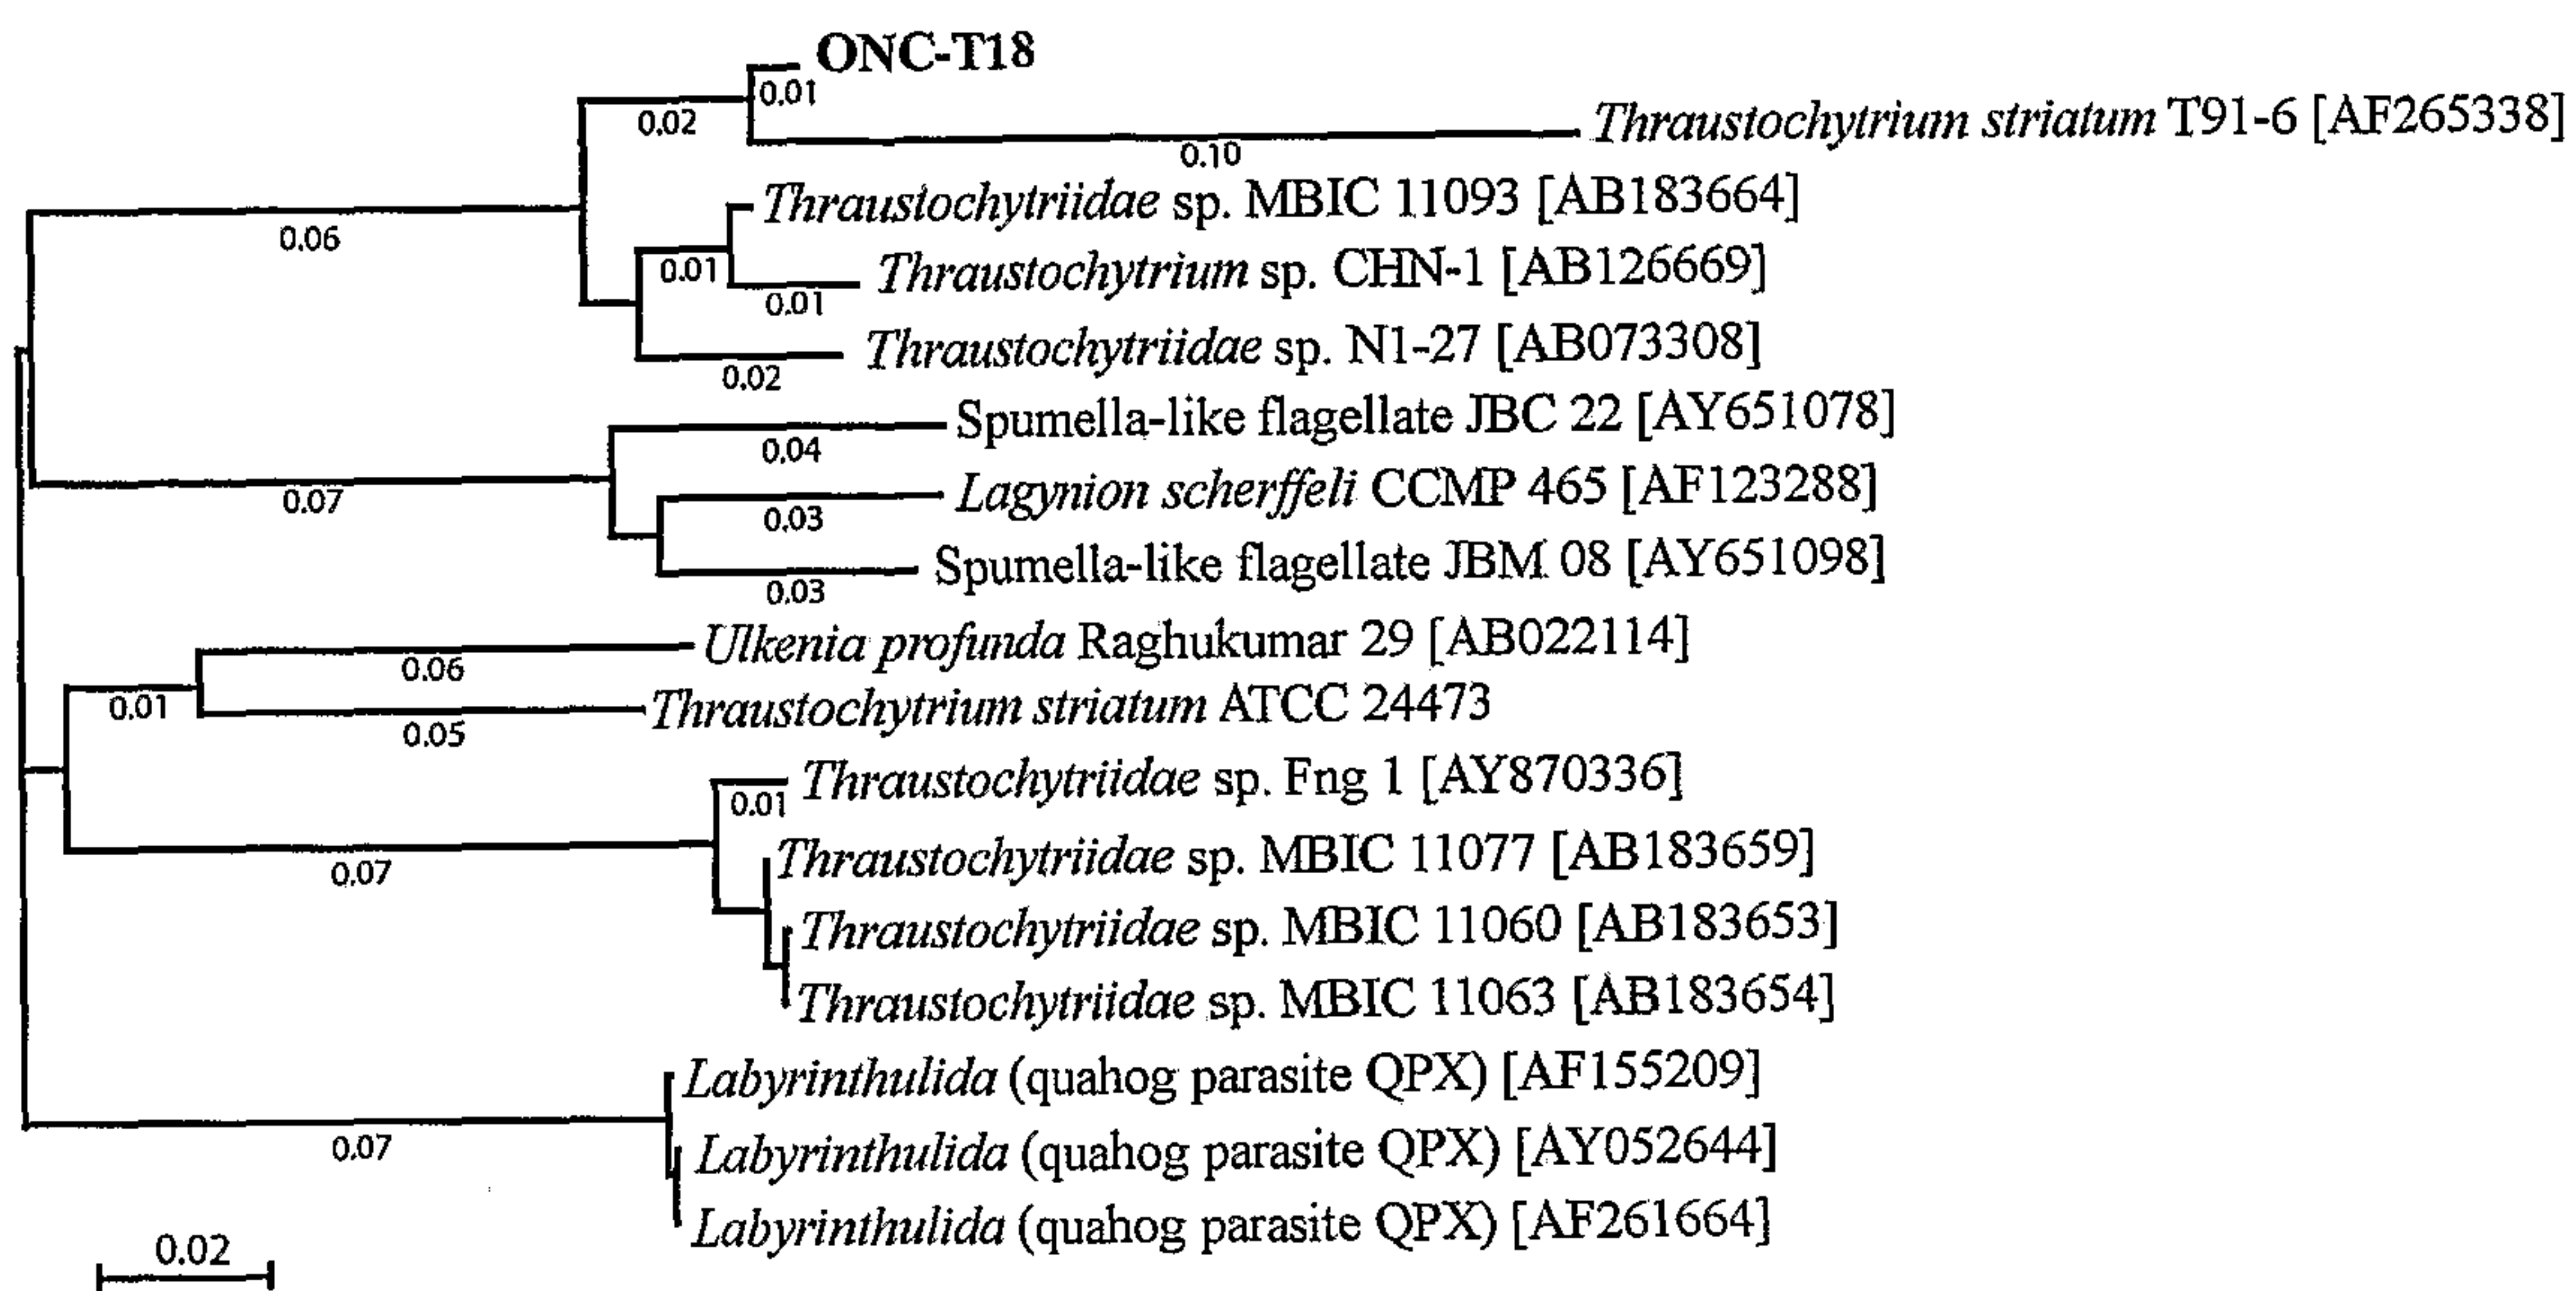 ONC-T18
0.01
0.02
Thraustochytrium striatum T91-6 [AF265338]
0.10
Thraustochytriidae sp. MBIC 11093 [AB183664]
0.06
0.01
Thraustochytrium sp. CHN-1 [AB126669]
0.01
Thraustochytriidae sp. N1-27 [AB073308]
0.02
Spumella-like flagellate JBC 22 [AY651078]
0.04
0.07
Lagynion scherffeli CCMP 465 [AF123288]
0.03
Spumella-like flagellate JBM 08 [AY651098]
0.03
Ulkenia profunda Raghukumar 29 [AB022114]
0.06
0.01
Thraustochytrium striatum ATCC 24473
0.05
Thraustochytriidae sp. Fng 1 [AY870336]
0.01
Thraustochytriidae sp. MBIC 11077 [AB183659]
0.07
Thraustochytriidae sp. MBIC 11060 [AB183653]
Thraustochytriidae sp. MBIC 11063 [AB183654]
Labyrinthulida (quahog parasite QPX) [AF155209]
0.07
Labyrinthulida (quahog parasite QPX) [AY052644]
Labyrinthulida (quahog parasite QPX) [AF261664]
0.02